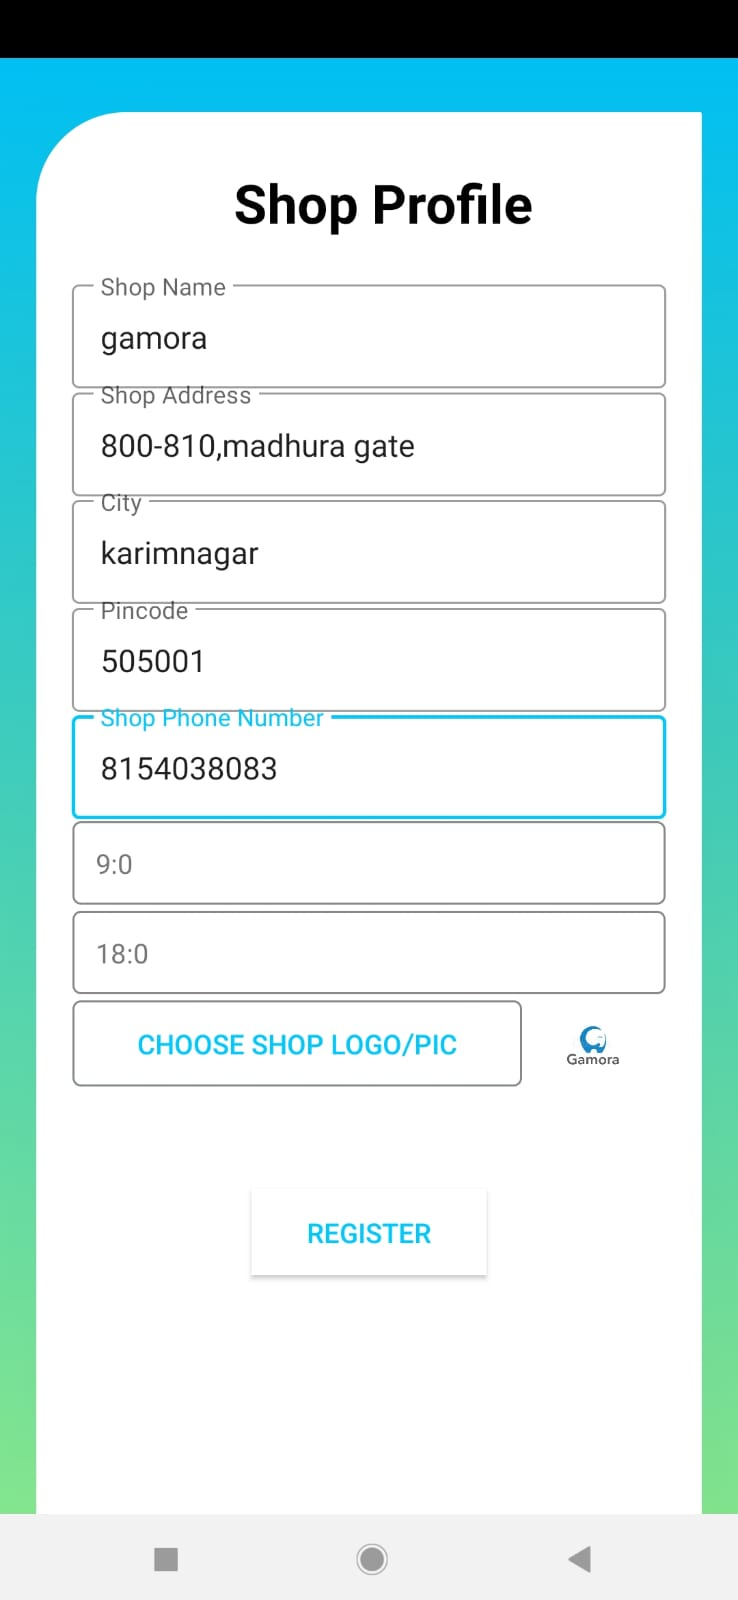 Shop Profile
Shop Name
gamora
Shop Address
800-810,madhura gate
City
karimnagar
Pincode
505001
Shop Phone Number
8154038083
9:0
18:0
CHOOSE SHOP LOGO/PIC
Gamora
REGISTER